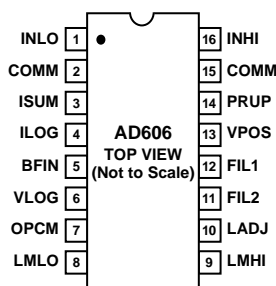 INLO 1 16 INHI
COMM 2 15 COMM
ISUM 3 14 PRUP
ILOG 4 AD606 13 VPOS
TOP VIEW
BFIN 5 (Not to Scale) 12 FIL1
VLOG 6 11 FIL2
OPCM 7 10 LADJ
LMLO 8 9 LMHI